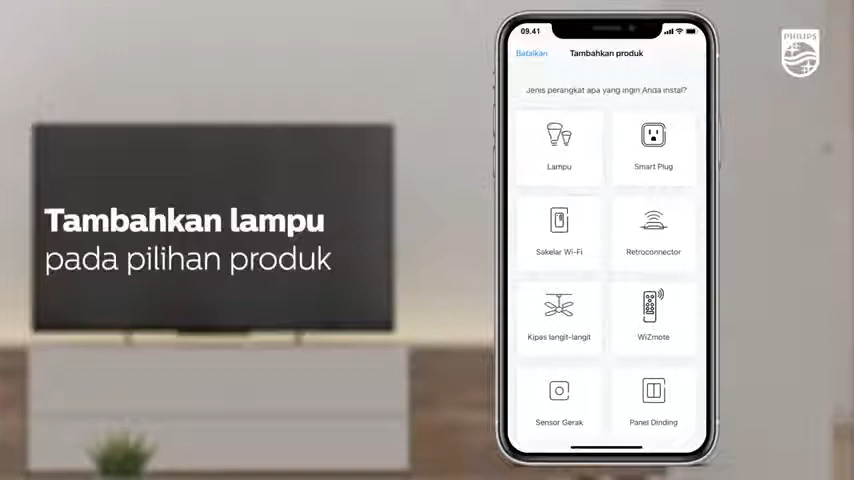 Tambahkan lampu
pada pilihan produk
09.41
Batalkan
Tambahkan produk
Jenis perangkat apa yang ingin Anda instal?
Lampu
Smart Plug
Sakelar Wi-Fi
Retroconnector
Kipas langit-langit
WiZmote
Sensor Gerak
Panel Dinding
PHILIPS